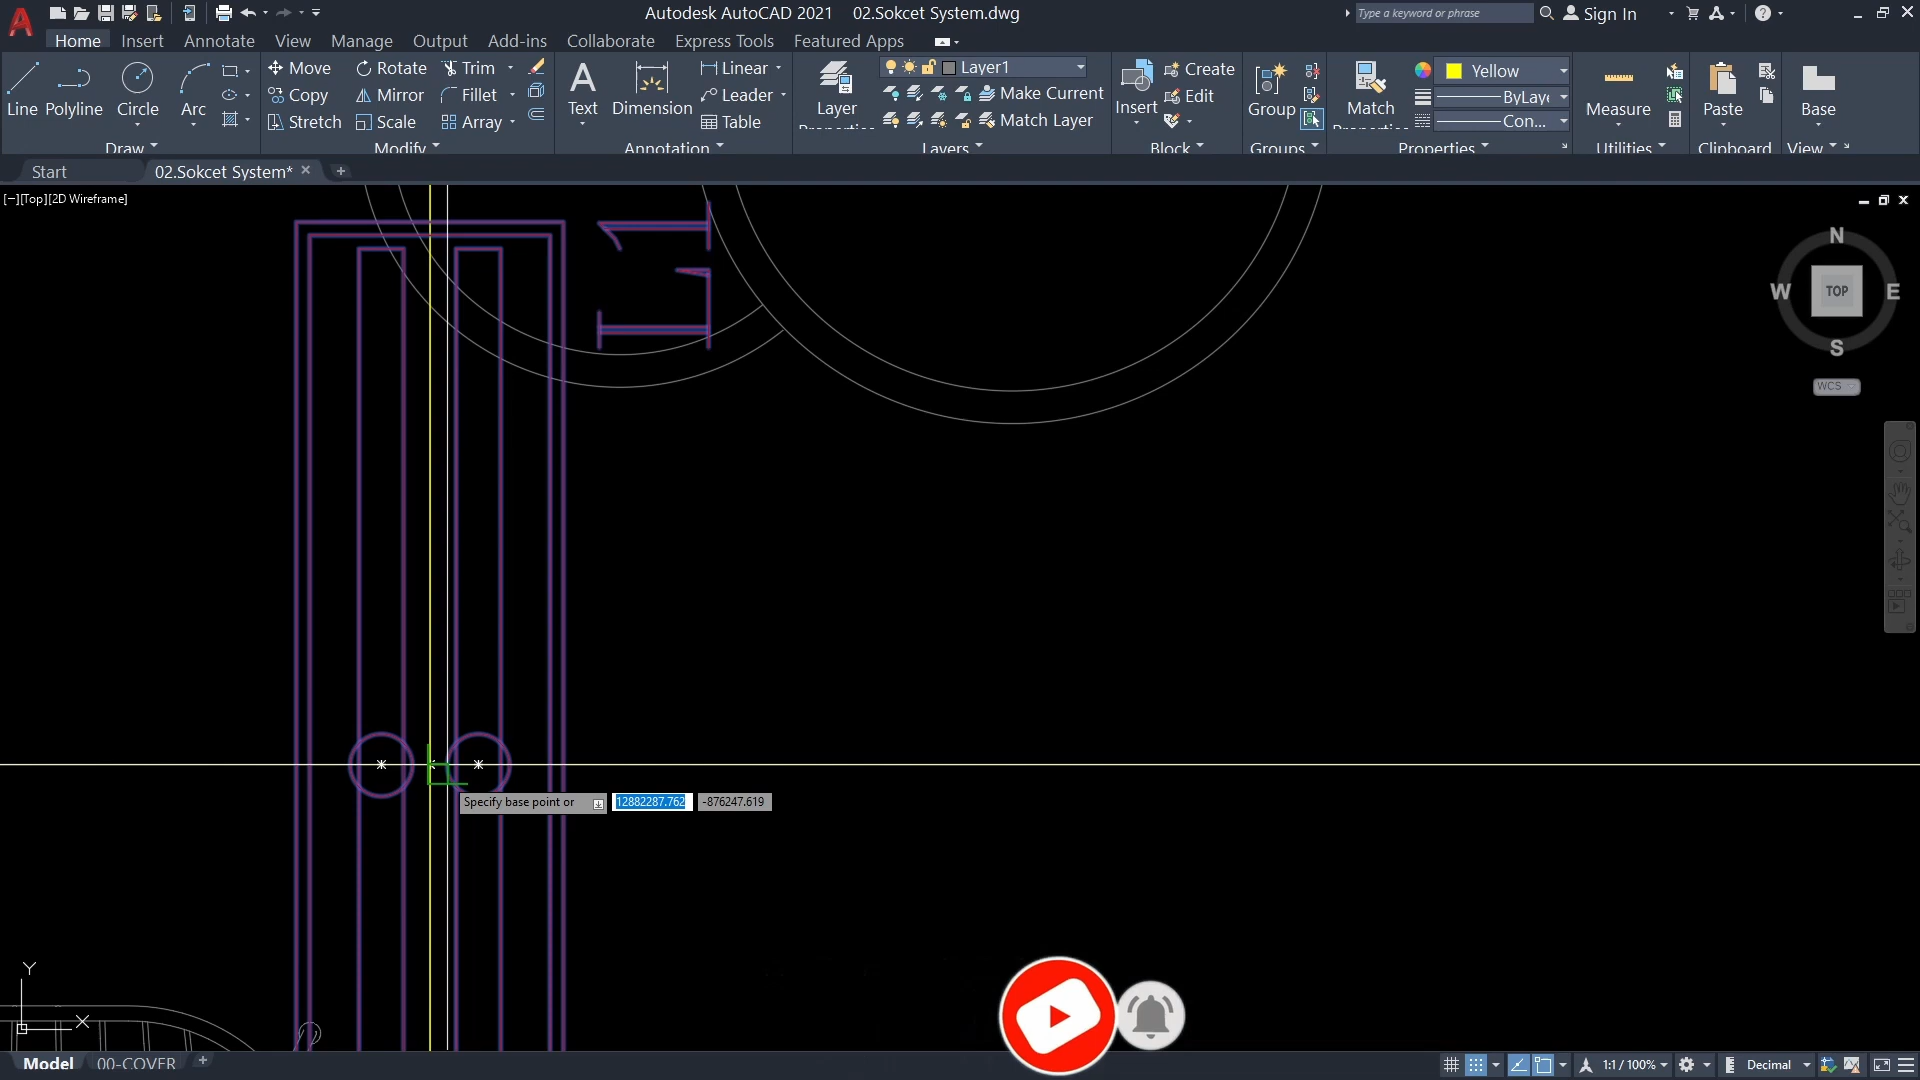 Autodesk AutoCAD 2021 02.Sokcet System.dwg
Type a keyword or phrase
Sign In
Home Insert Annotate View Manage Output Add-ins Collaborate Express Tools Featured Apps
Line Polyline Circle Arc
Draw
Move Rotate Trim
Copy Mirror Fillet
Stretch Scale Array
Modify
Text Dimension
Linear
Leader
Table
Annotation
Layer
Layer1
Make Current
Match Layer
Layers
Insert
Create
Edit
Block
Group
Groups
Match
Yellow
ByLaye
Con...
Properties
Measure
Utilities
Paste
Clipboard
Base
View
Start 02.Sokcet System*
[−][Top][2D Wireframe]
N
W TOP E
S
WCS
L1
Specify base point or 12882287.762 -876247.619
Y
X
Model 00-COVER
1:1 / 100% Decimal